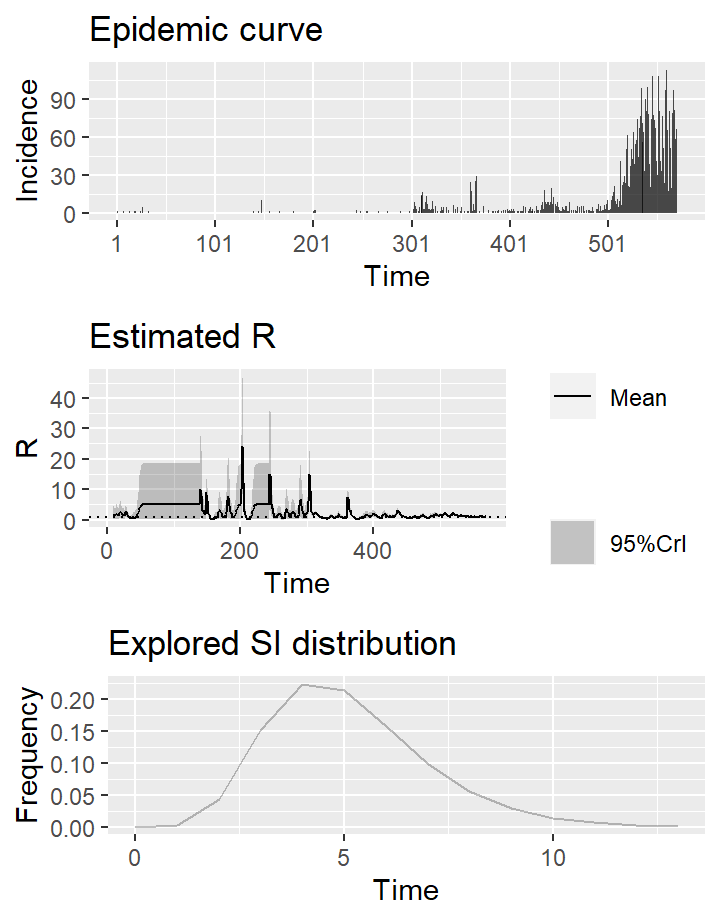 Epidemic curve
Incidence
90
60
30
0
1 101 201 301 401 501
Time
Estimated R
R
40
30
20
10
0
0 200 400
Time
Mean
95%CrI
Explored SI distribution
Frequency
0.20
0.15
0.10
0.05
0.00
0 5 10
Time